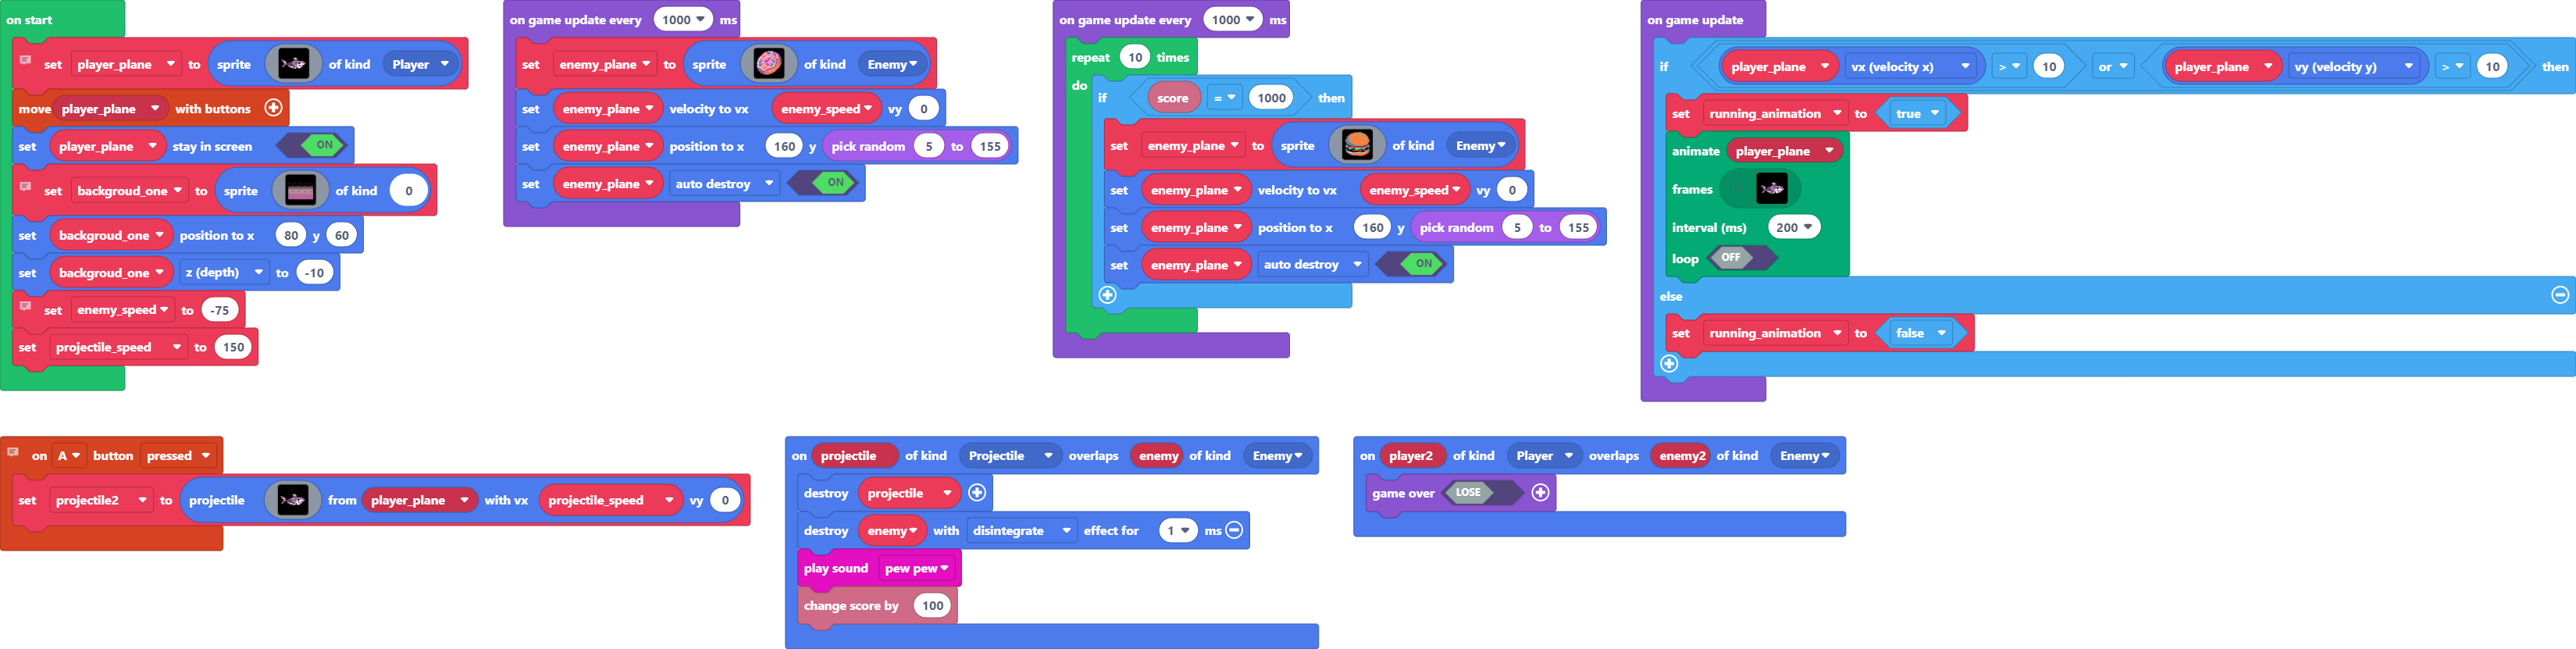 on start
set player_plane to sprite of kind Player
move player_plane with buttons
set player_plane stay in screen ON
set backgroud_one to sprite of kind 0
set backgroud_one position to x 80 y 60
set backgroud_one z (depth) to -10
set enemy_speed to -75
set projectile_speed to 150
on game update every 1000 ms
set enemy_plane to sprite of kind Enemy
set enemy_plane velocity to vx enemy_speed vy 0
set enemy_plane position to x 160 y pick random 5 to 155
set enemy_plane auto destroy ON
on game update every 1000 ms
repeat 10 times
do
if score = 1000 then
set enemy_plane to sprite of kind Enemy
set enemy_plane velocity to vx enemy_speed vy 0
set enemy_plane position to x 160 y pick random 5 to 155
set enemy_plane auto destroy ON
on game update
if player_plane vx (velocity x) > 10 or player_plane vy (velocity y) > 10 then
set running_animation to true
animate player_plane
frames
interval (ms) 200
loop OFF
else
set running_animation to false
on A button pressed
set projectile2 to projectile from player_plane with vx projectile_speed vy 0
on projectile of kind Projectile overlaps enemy of kind Enemy
destroy projectile
destroy enemy with disintegrate effect for 1 ms
play sound pew pew
change score by 100
on player2 of kind Player overlaps enemy2 of kind Enemy
game over LOSE